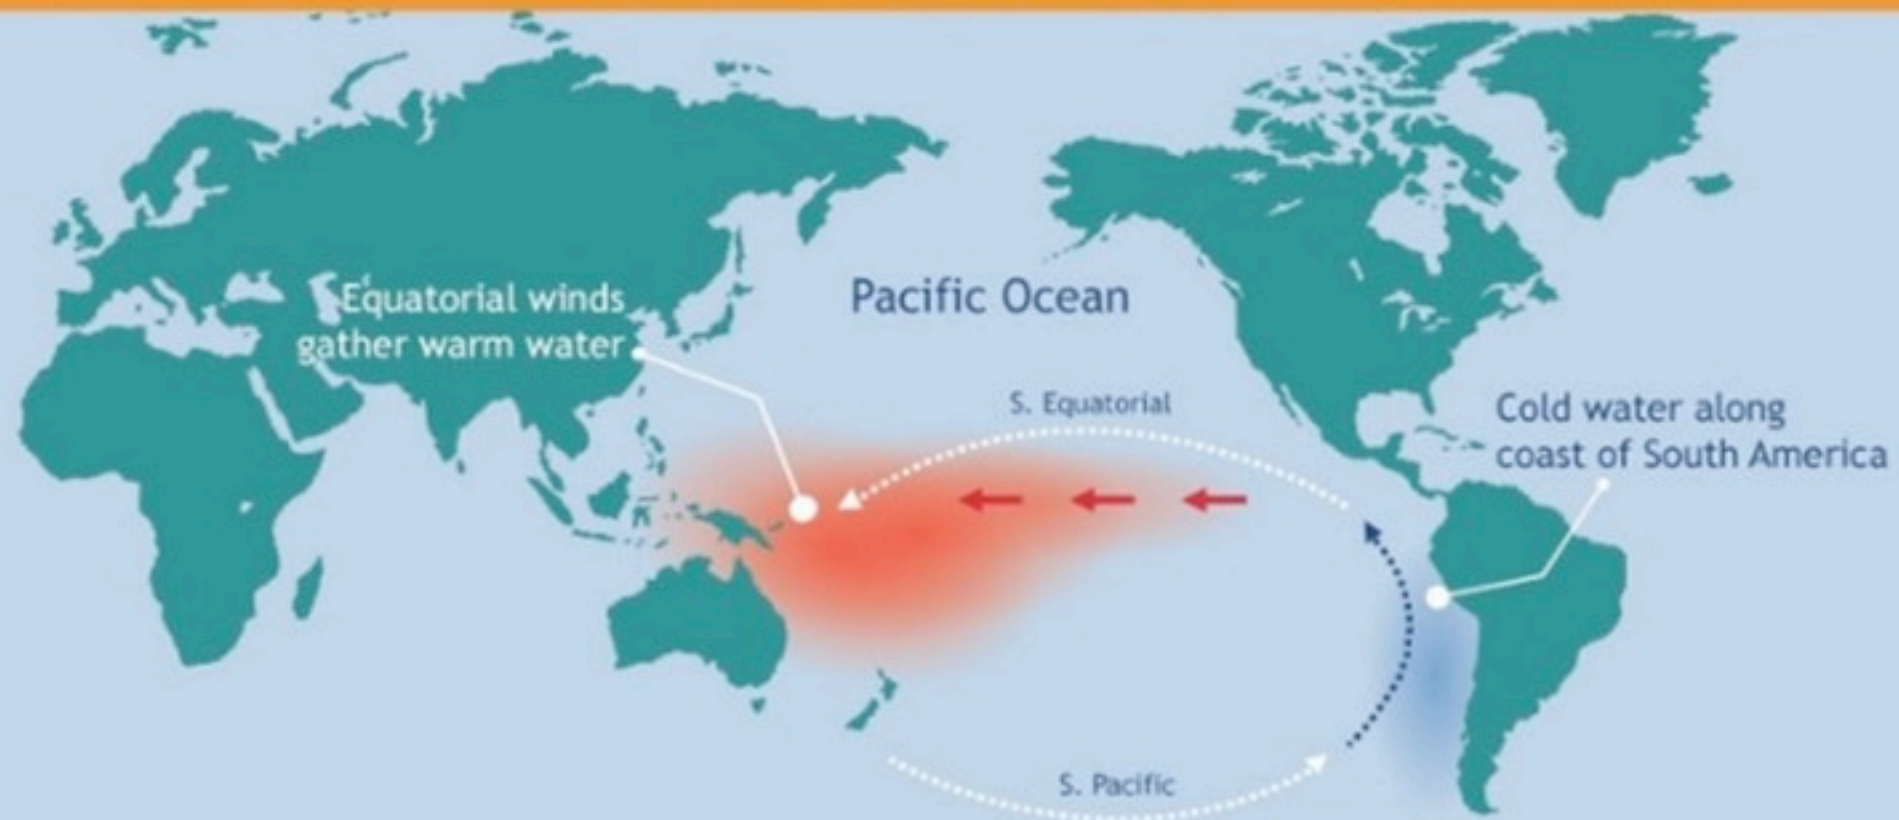 Equatorial winds
gather warm water
Pacific Ocean
S. Equatorial
Cold water along
coast of South America
S. Pacific